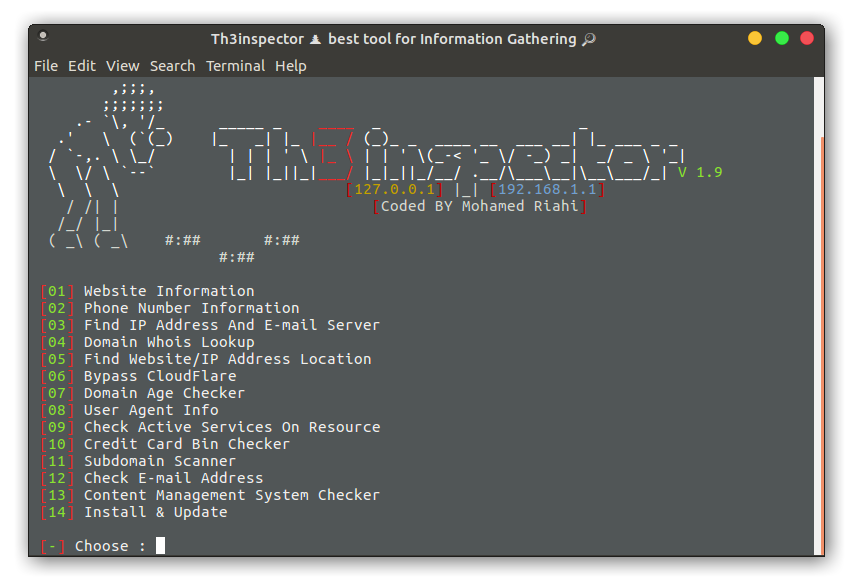 Th3inspector best tool for Information Gathering
File Edit View Search Terminal Help
Th3inspector
V 1.9
[127.0.0.1] |_| [192.168.1.1]
[Coded BY Mohamed Riahi]
#:## #:##
#:##
[01] Website Information
[02] Phone Number Information
[03] Find IP Address And E-mail Server
[04] Domain Whois Lookup
[05] Find Website/IP Address Location
[06] Bypass CloudFlare
[07] Domain Age Checker
[08] User Agent Info
[09] Check Active Services On Resource
[10] Credit Card Bin Checker
[11] Subdomain Scanner
[12] Check E-mail Address
[13] Content Management System Checker
[14] Install & Update
[-] Choose :